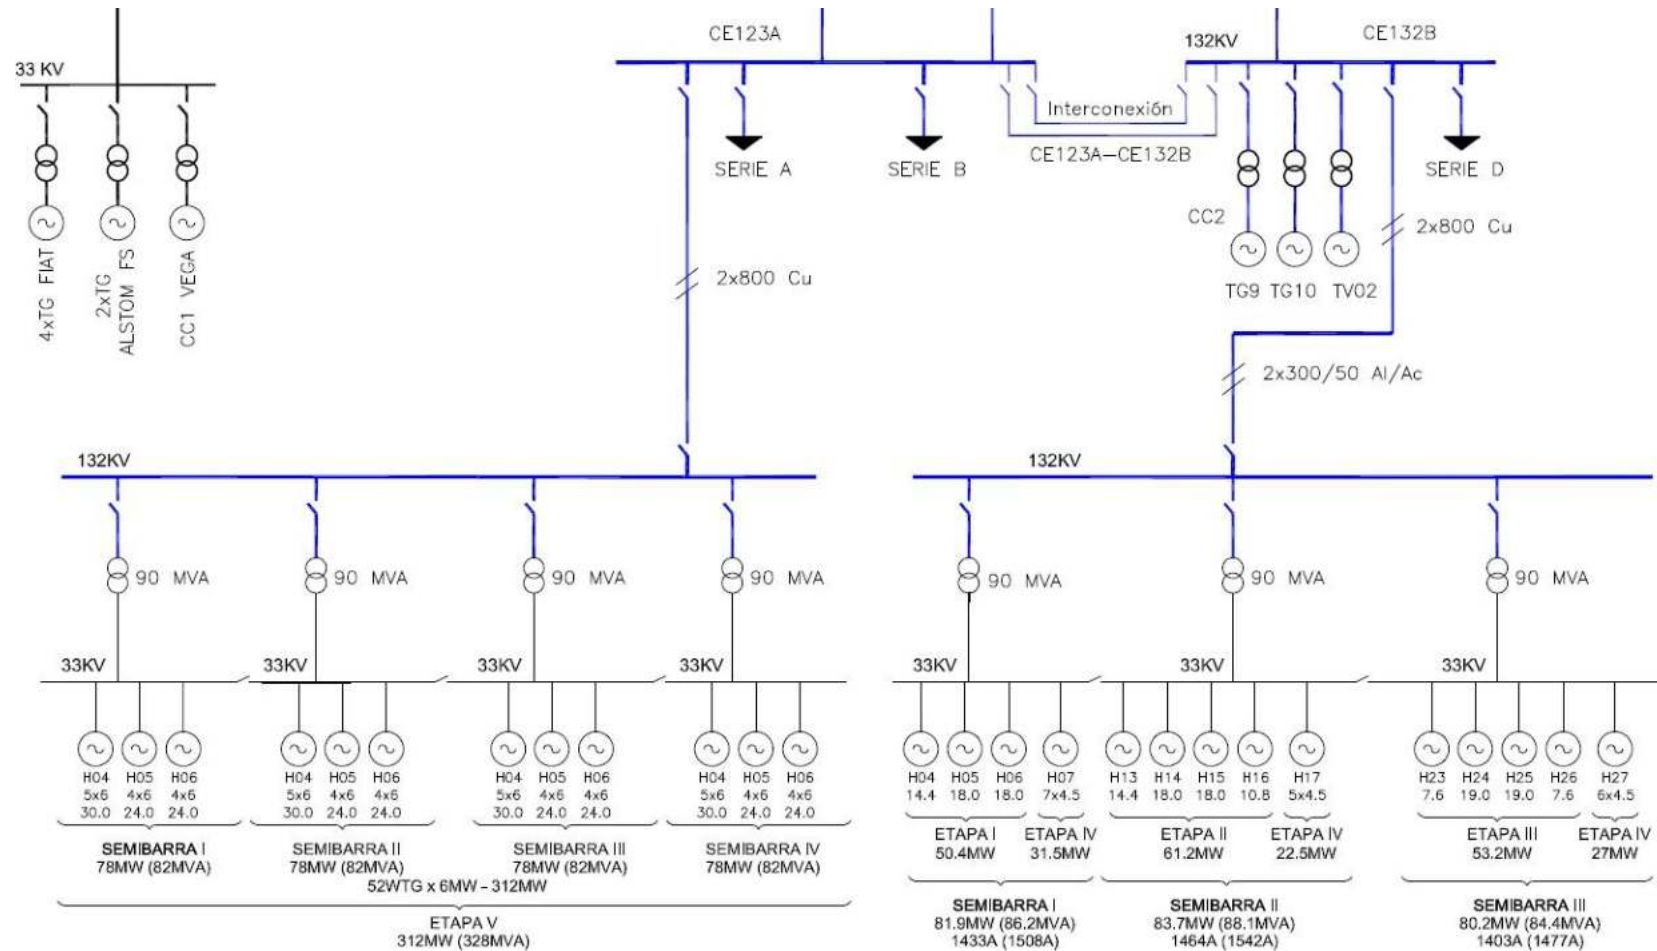 CE123A
132KV
CE132B
33 KV
Interconexión
CE123A-CE132B
SERIE A
SERIE B
SERIE D
CC2
2x800 Cu
4xTG FIAT
2xTG
ALSTOM FS
CC1 VEGA
2x800 Cu
TG9 TG10 TV02
2x300/50 Al/Ac
132KV
132KV
90 MVA
90 MVA
90 MVA
90 MVA
90 MVA
90 MVA
90 MVA
33KV
33KV
33KV
33KV
33KV
33KV
33KV
H04 H05 H06
5x6 4x6 4x6
30.0 24.0 24.0
SEMIBARRA I
78MW (82MVA)
H04 H05 H06
5x6 4x6 4x6
30.0 24.0 24.0
SEMIBARRA II
78MW (82MVA)
H04 H05 H06
5x6 4x6 4x6
30.0 24.0 24.0
SEMIBARRA III
78MW (82MVA)
H04 H05 H06
5x6 4x6 4x6
30.0 24.0 24.0
SEMIBARRA IV
78MW (82MVA)
52WTG x 6MW – 312MW
ETAPA V
312MW (328MVA)
H04 H05 H06 H07
14.4 18.0 18.0 7x4.5
ETAPA I ETAPA IV
50.4MW 31.5MW
SEMIBARRA I
81.9MW (86.2MVA)
1433A (1508A)
H13 H14 H15 H16 H17
14.4 18.0 18.0 10.8 5x4.5
ETAPA II ETAPA IV
61.2MW 22.5MW
SEMIBARRA II
83.7MW (88.1MVA)
1464A (1542A)
H23 H24 H25 H26 H27
7.6 19.0 19.0 7.6 6x4.5
ETAPA III ETAPA IV
53.2MW 27MW
SEMIBARRA III
80.2MW (84.4MVA)
1403A (1477A)